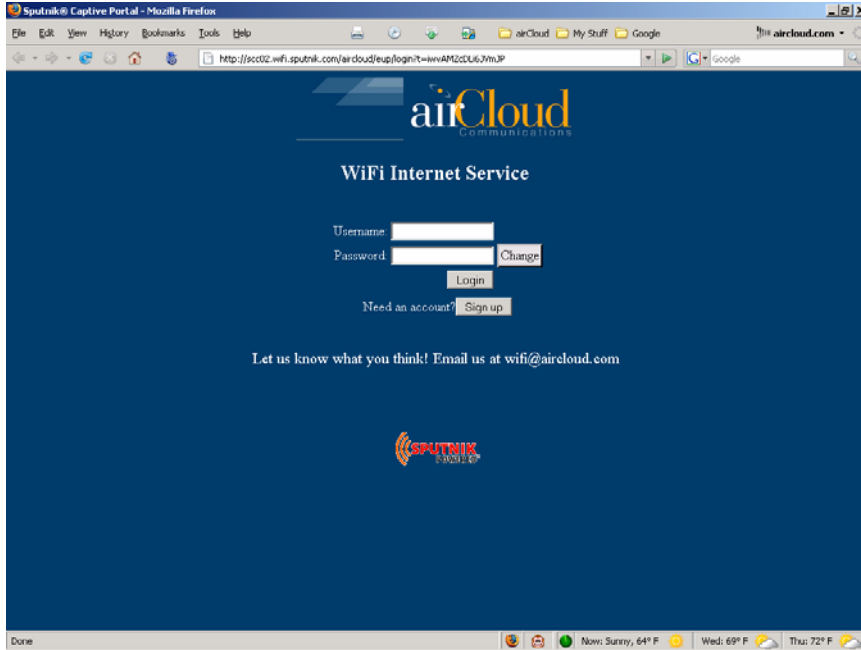 Sputnik® Captive Portal - Mozilla Firefox
File Edit View History Bookmarks Tools Help airCloud My Stuff Google aircloud.com
http://scc02.wifi.sputnik.com/aircloud/eup/login?t=iwvAMZcDLi6JVmJP Google
airCloud
Communications
WiFi Internet Service
Username:
Password: Change
Login
Need an account? Sign up
Let us know what you think! Email us at wifi@aircloud.com
SPUTNIK
POWERED
Done Now: Sunny, 64° F Wed: 69° F Thu: 72° F